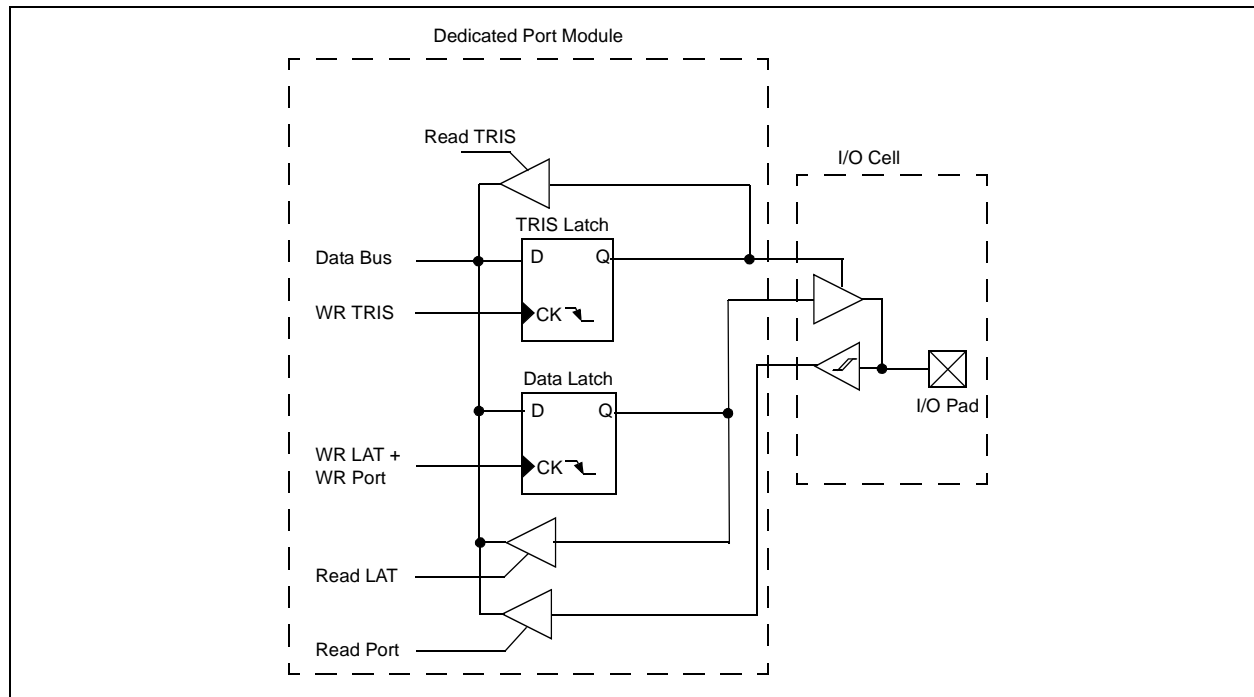 Dedicated Port Module
Read TRIS
I/O Cell
TRIS Latch
Data Bus
D
Q
WR TRIS
CK
Data Latch
I/O Pad
D
Q
WR LAT +
WR Port
CK
Read LAT
Read Port